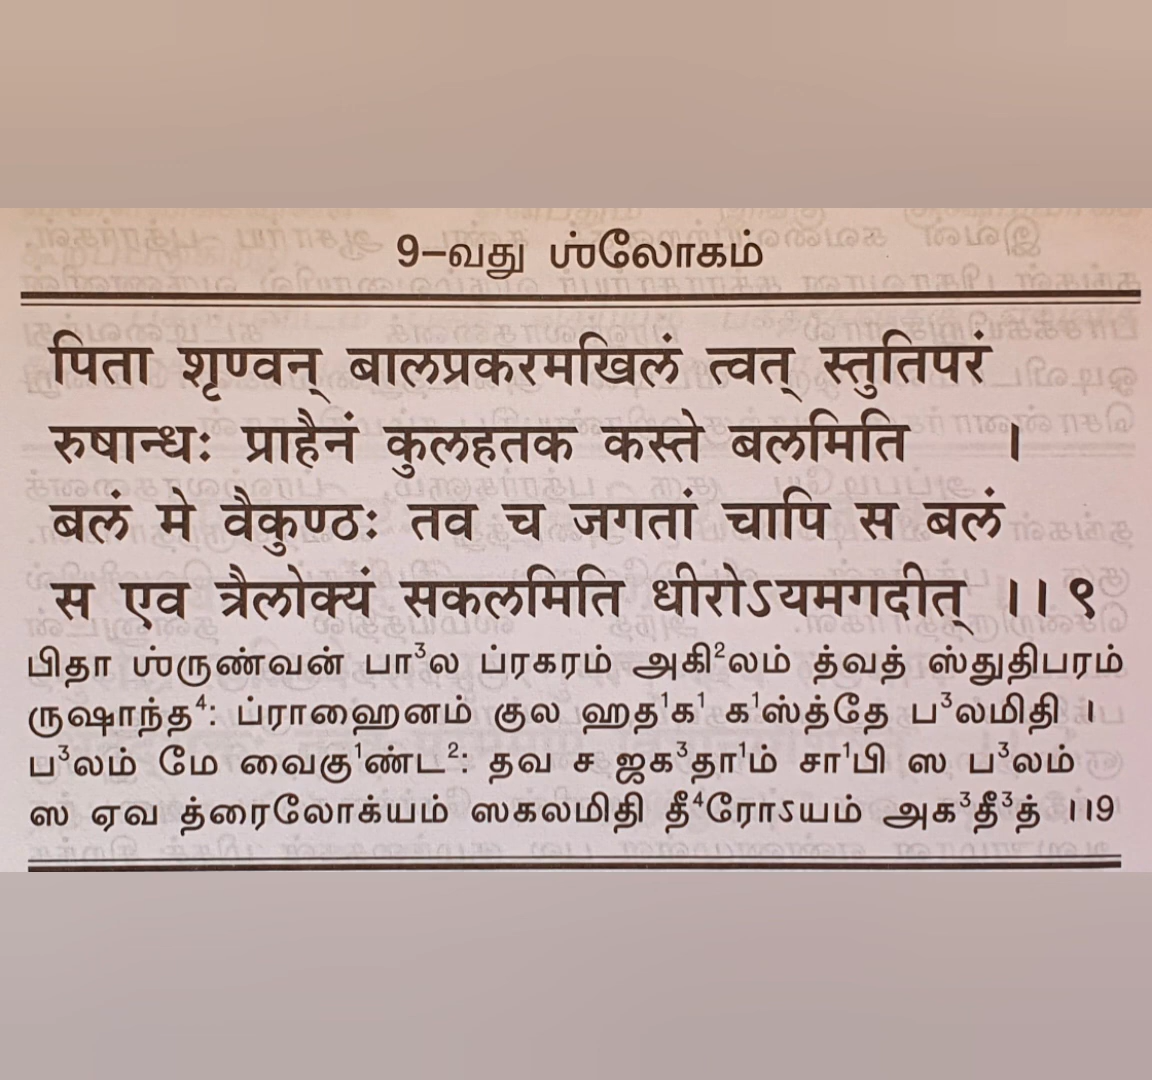 9–வது ஶ்லோகம்
पिता शृण्वन् बालप्रकरमखिलं त्वत् स्तुतिपरं
रुषान्धः प्राहैनं कुलहतक कस्ते बलमिति ।
बलं मे वैकुण्ठः तव च जगतां चापि स बलं
स एव त्रैलोक्यं सकलमिति धीरोऽयमगदीत् ।। ९
பிதா ஶ்ருண்வன் பா³ல ப்ரகரம் அகி²லம் த்வத் ஸ்துதிபரம்
ருஷாந்த⁴: ப்ராஹைனம் குல ஹத¹க¹ க¹ஸ்த்தே ப³லமிதி ।
ப³லம் மே வைகு¹ண்ட²: தவ ச ஜக³தா¹ம் சா¹பி ஸ ப³லம்
ஸ ஏவ த்ரைலோக்யம் ஸகலமிதி தீ⁴ரோऽயம் அக³தீ³த் ।।9